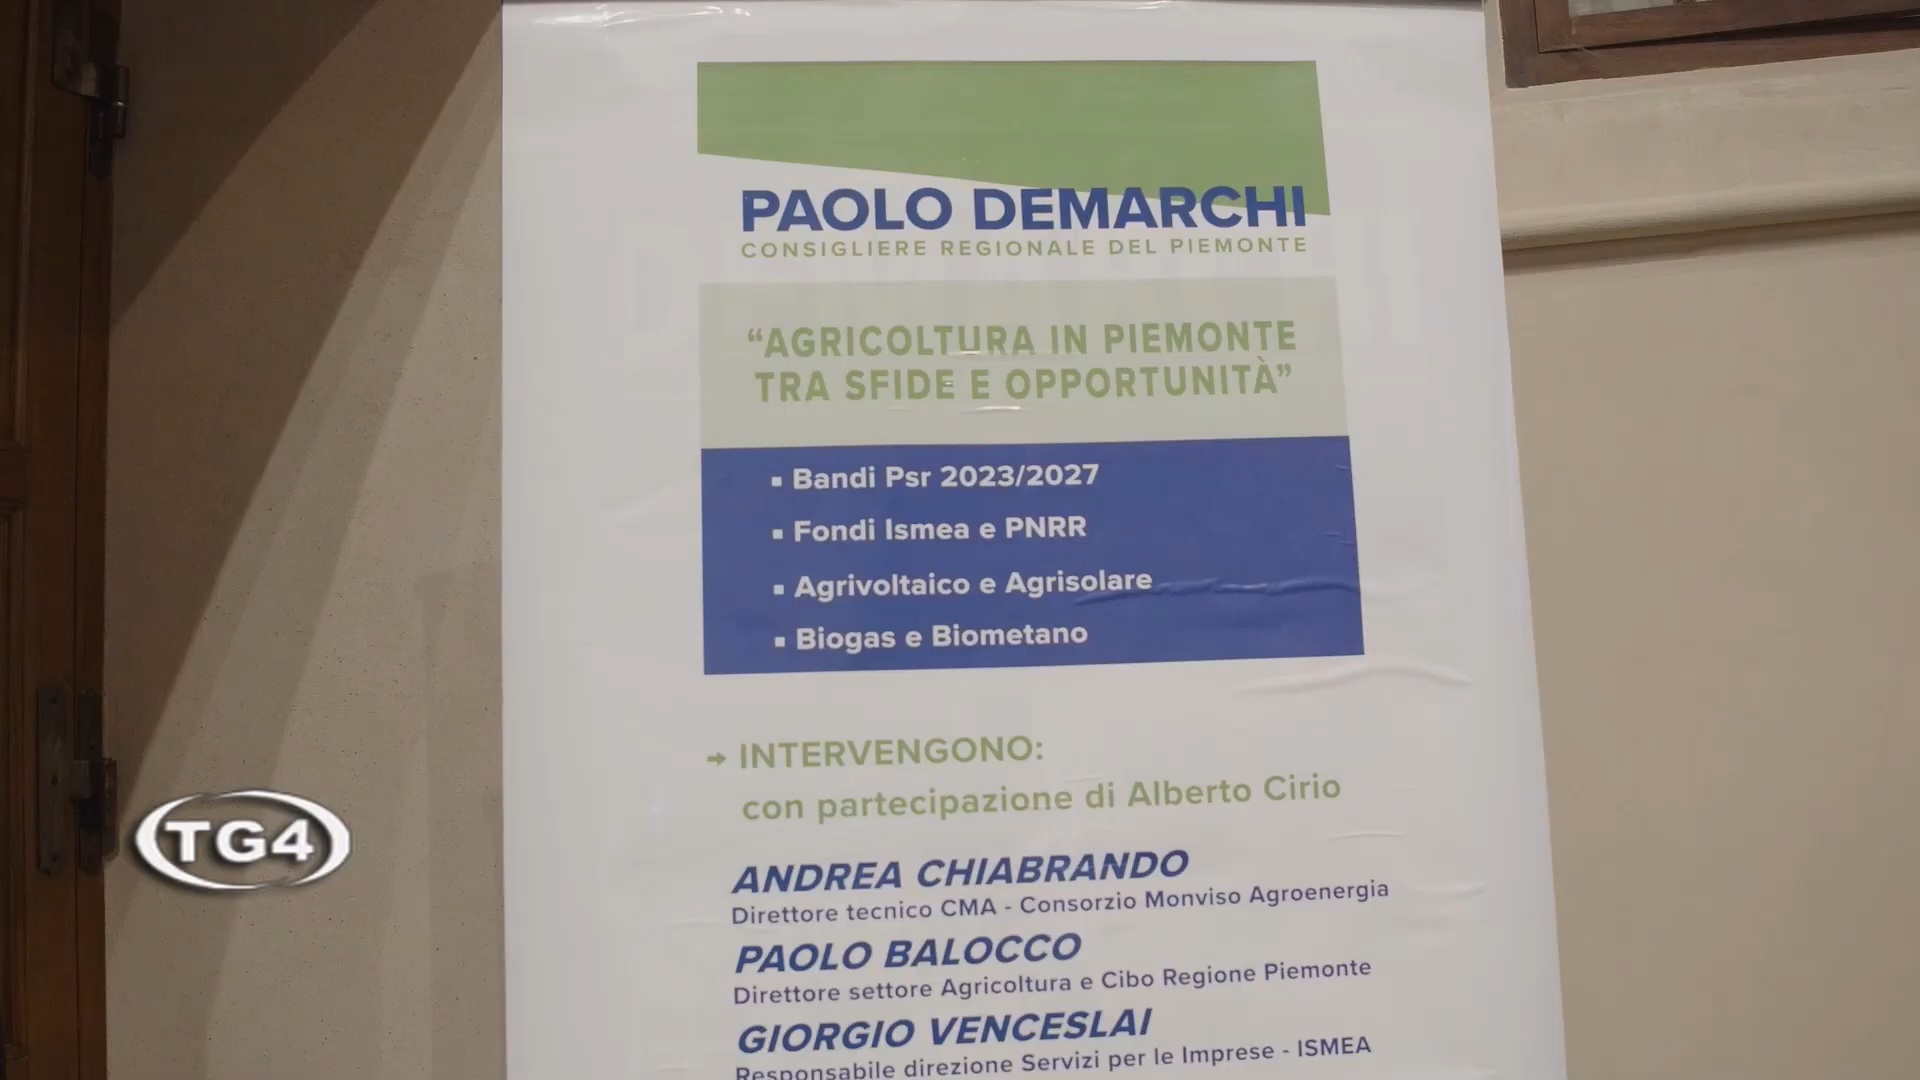 PAOLO DEMARCHI
CONSIGLIERE REGIONALE DEL PIEMONTE
“AGRICOLTURA IN PIEMONTE
TRA SFIDE E OPPORTUNITÀ”
▪ Bandi Psr 2023/2027
▪ Fondi Ismea e PNRR
▪ Agrivoltaico e Agrisolare
▪ Biogas e Biometano
→ INTERVENGONO:
con partecipazione di Alberto Cirio
ANDREA CHIABRANDO
Direttore tecnico CMA - Consorzio Monviso Agroenergia
PAOLO BALOCCO
Direttore settore Agricoltura e Cibo Regione Piemonte
GIORGIO VENCESLAI
Responsabile direzione Servizi per le Imprese - ISMEA
TG4